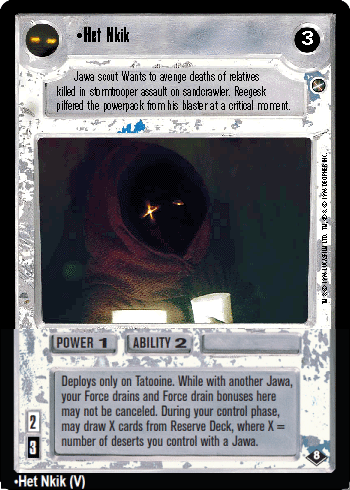 •Het Nkik
3
Jawa scout Wants to avenge deaths of relatives
killed in stormtrooper assault on sandcrawler. Reegesk
pilfered the powerpack from his blaster at a critical moment.
POWER 1 ABILITY 2
Deploys only on Tatooine. While with another Jawa,
your Force drains and Force drain bonuses here
may not be canceled. During your control phase,
may draw X cards from Reserve Deck, where X =
number of deserts you control with a Jawa.
2
3
8
•Het Nkik (V)